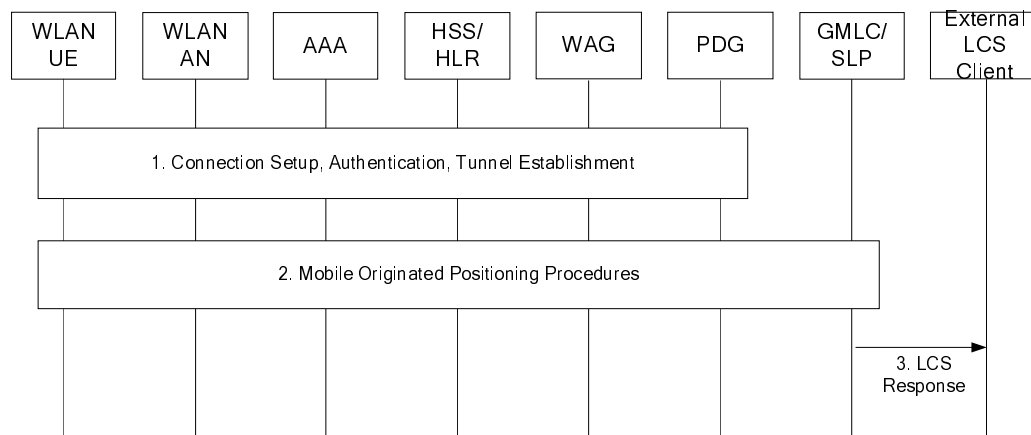 WLAN
UE
WLAN
AN
AAA
HSS/
HLR
WAG
PDG
GMLC/
SLP
External
LCS
Client
1. Connection Setup, Authentication, Tunnel Establishment
2. Mobile Originated Positioning Procedures
3. LCS
Response